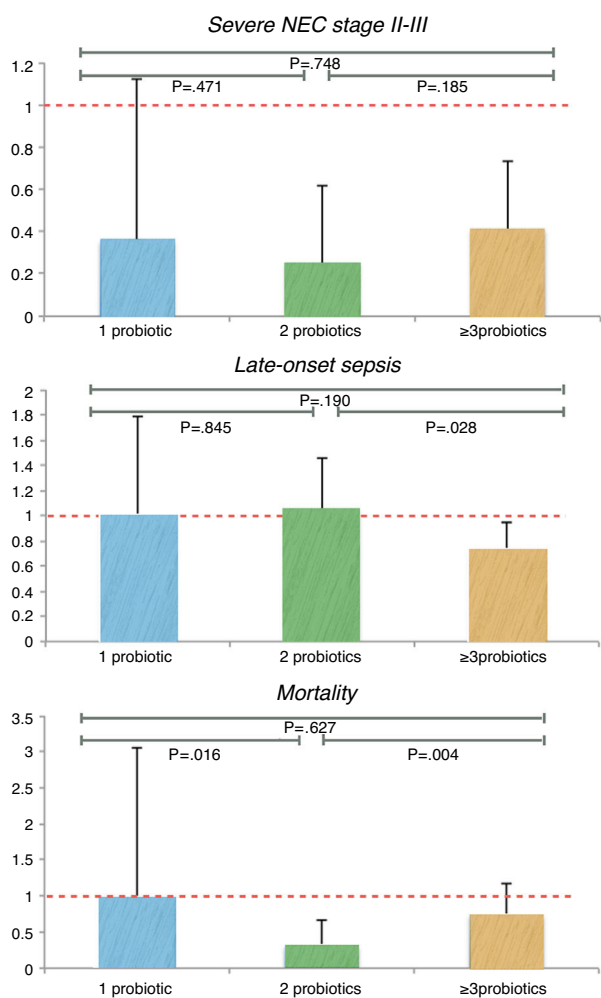 Severe NEC stage II-III
1.2
P=.748
P=.471
P=.185
1
0.8
0.6
0.4
0.2
0
1 probiotic
2 probiotics
≥3probiotics
Late-onset sepsis
2
P=.190
1.8
P=.845
P=.028
1.6
1.4
1.2
1
0.8
0.6
0.4
0.2
0
1 probiotic
2 probiotics
≥3probiotics
Mortality
3.5
P=.627
3
P=.016
P=.004
2.5
2
1.5
1
0.5
0
1 probiotic
2 probiotics
≥3probiotics